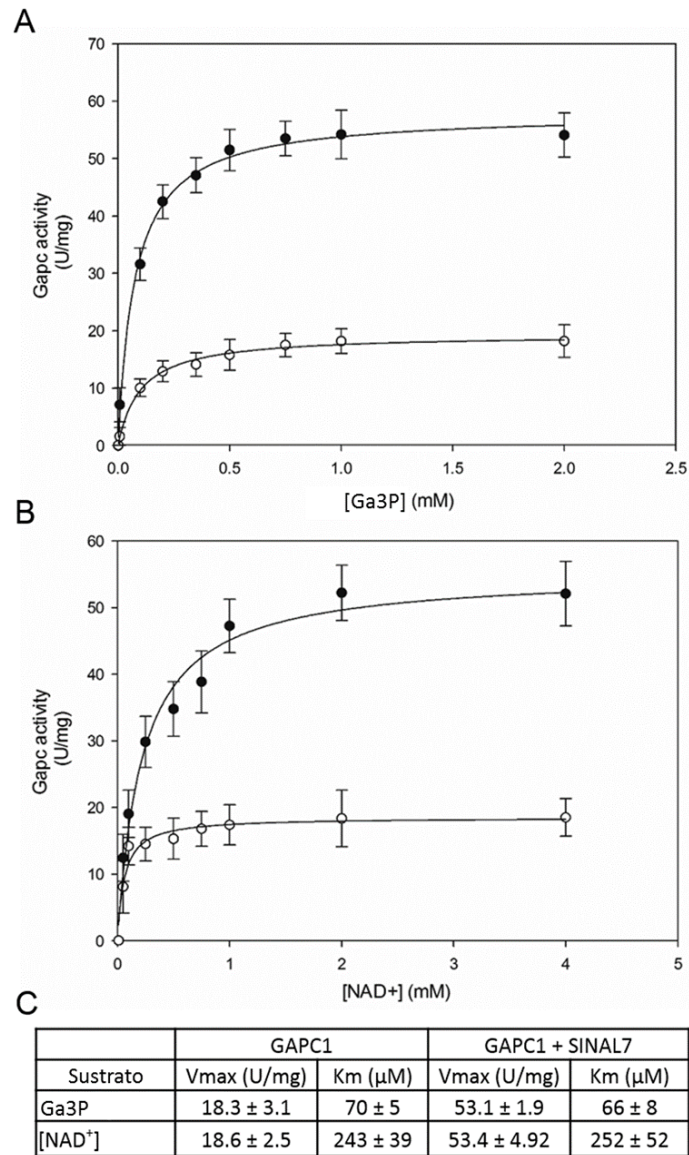 A
70
60
50
40
30
20
10
0
Gapc activity
(U/mg)
0.0 0.5 1.0 1.5 2.0 2.5
[Ga3P] (mM)
B
60
50
40
30
20
10
0
Gapc activity
(U/mg)
0 1 2 3 4 5
[NAD+] (mM)
C
GAPC1 GAPC1 + SINAL7
Sustrato Vmax (U/mg) Km (μM) Vmax (U/mg) Km (μM)
Ga3P 18.3 ± 3.1 70 ± 5 53.1 ± 1.9 66 ± 8
[NAD⁺] 18.6 ± 2.5 243 ± 39 53.4 ± 4.92 252 ± 52